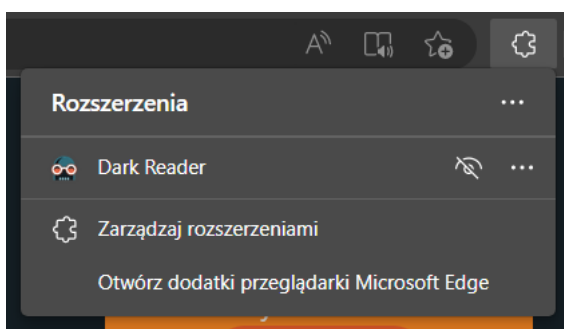 Rozszerzenia
Dark Reader
Zarządzaj rozszerzeniami
Otwórz dodatki przeglądarki Microsoft Edge